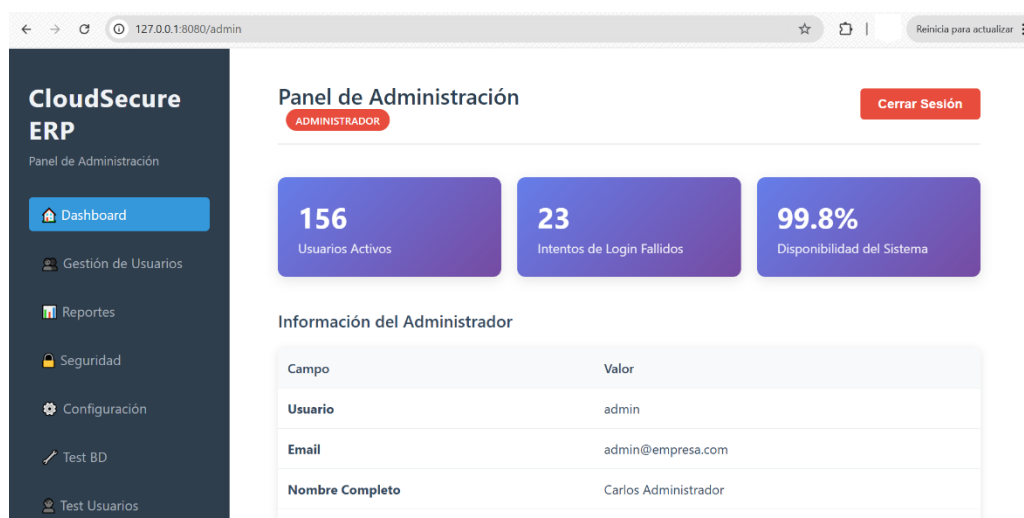 127.0.0.1:8080/admin
Reinicia para actualizar
CloudSecure
ERP
Panel de Administración
Dashboard
Gestión de Usuarios
Reportes
Seguridad
Configuración
Test BD
Test Usuarios
Panel de Administración
ADMINISTRADOR
Cerrar Sesión
156
Usuarios Activos
23
Intentos de Login Fallidos
99.8%
Disponibilidad del Sistema
Información del Administrador
Campo Valor
Usuario admin
Email admin@empresa.com
Nombre Completo Carlos Administrador